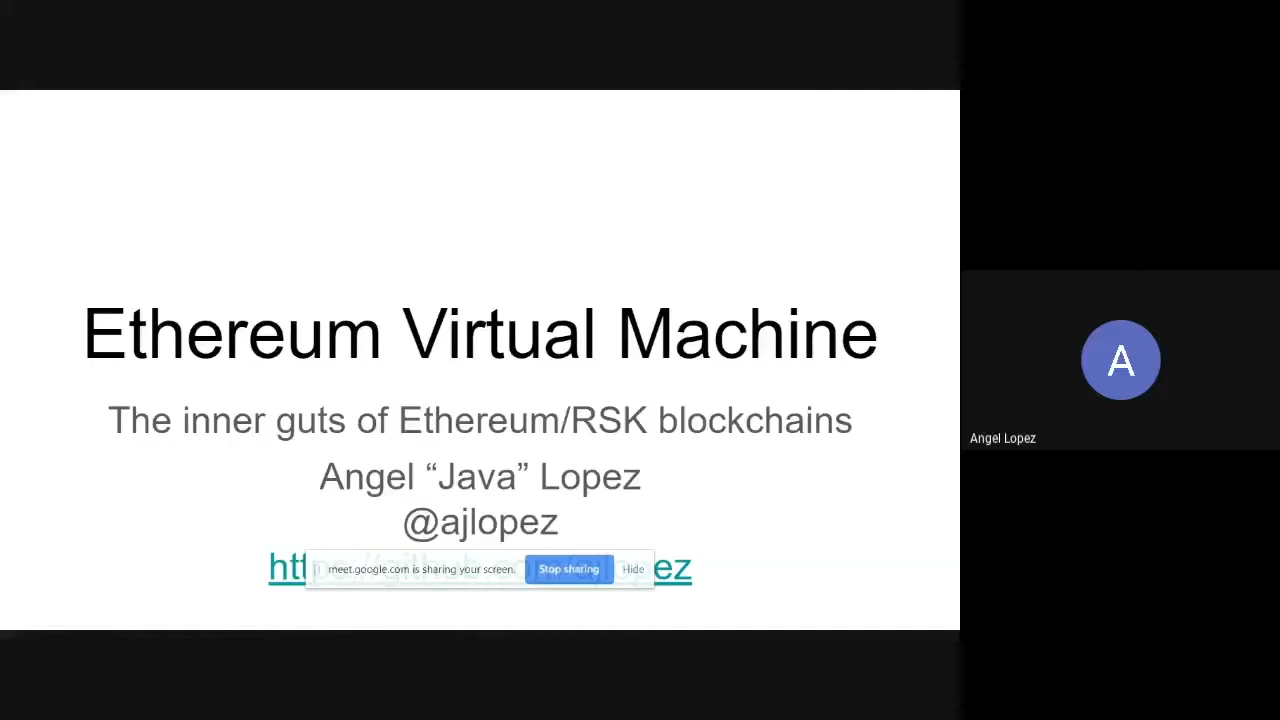 Ethereum Virtual Machine
The inner guts of Ethereum/RSK blockchains
Angel “Java” Lopez
@ajlopez
meet.google.com is sharing your screen. Stop sharing Hide
A
Angel Lopez